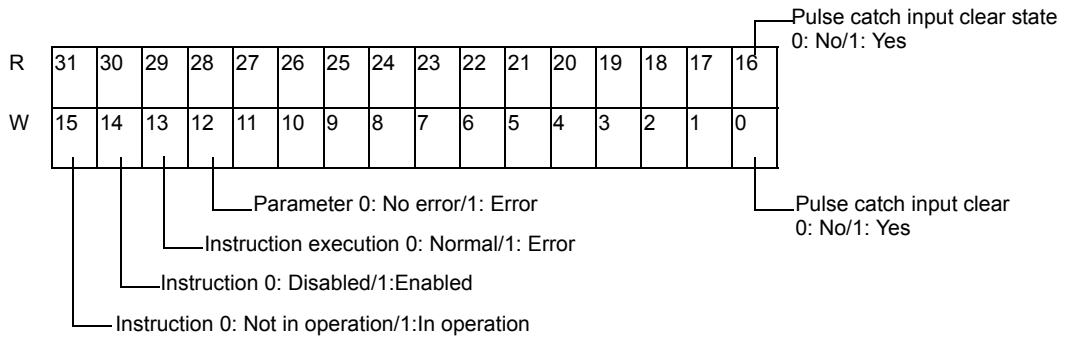 Pulse catch input clear state
0: No/1: Yes
R 31 30 29 28 27 26 25 24 23 22 21 20 19 18 17 16
W 15 14 13 12 11 10 9 8 7 6 5 4 3 2 1 0
Parameter 0: No error/1: Error
Pulse catch input clear
0: No/1: Yes
Instruction execution 0: Normal/1: Error
Instruction 0: Disabled/1:Enabled
Instruction 0: Not in operation/1:In operation